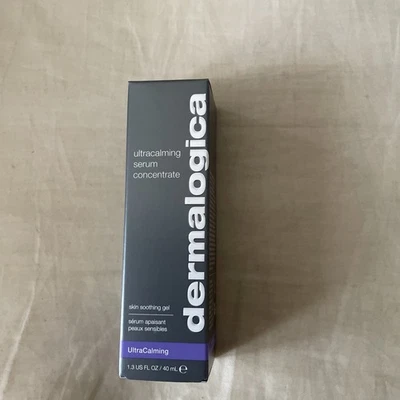 ultracalming
serum
concentrate
dermalogica
skin soothing gel
sérum apaisant
peaux sensibles
UltraCalming
1.3 US FL OZ / 40 mL ℮